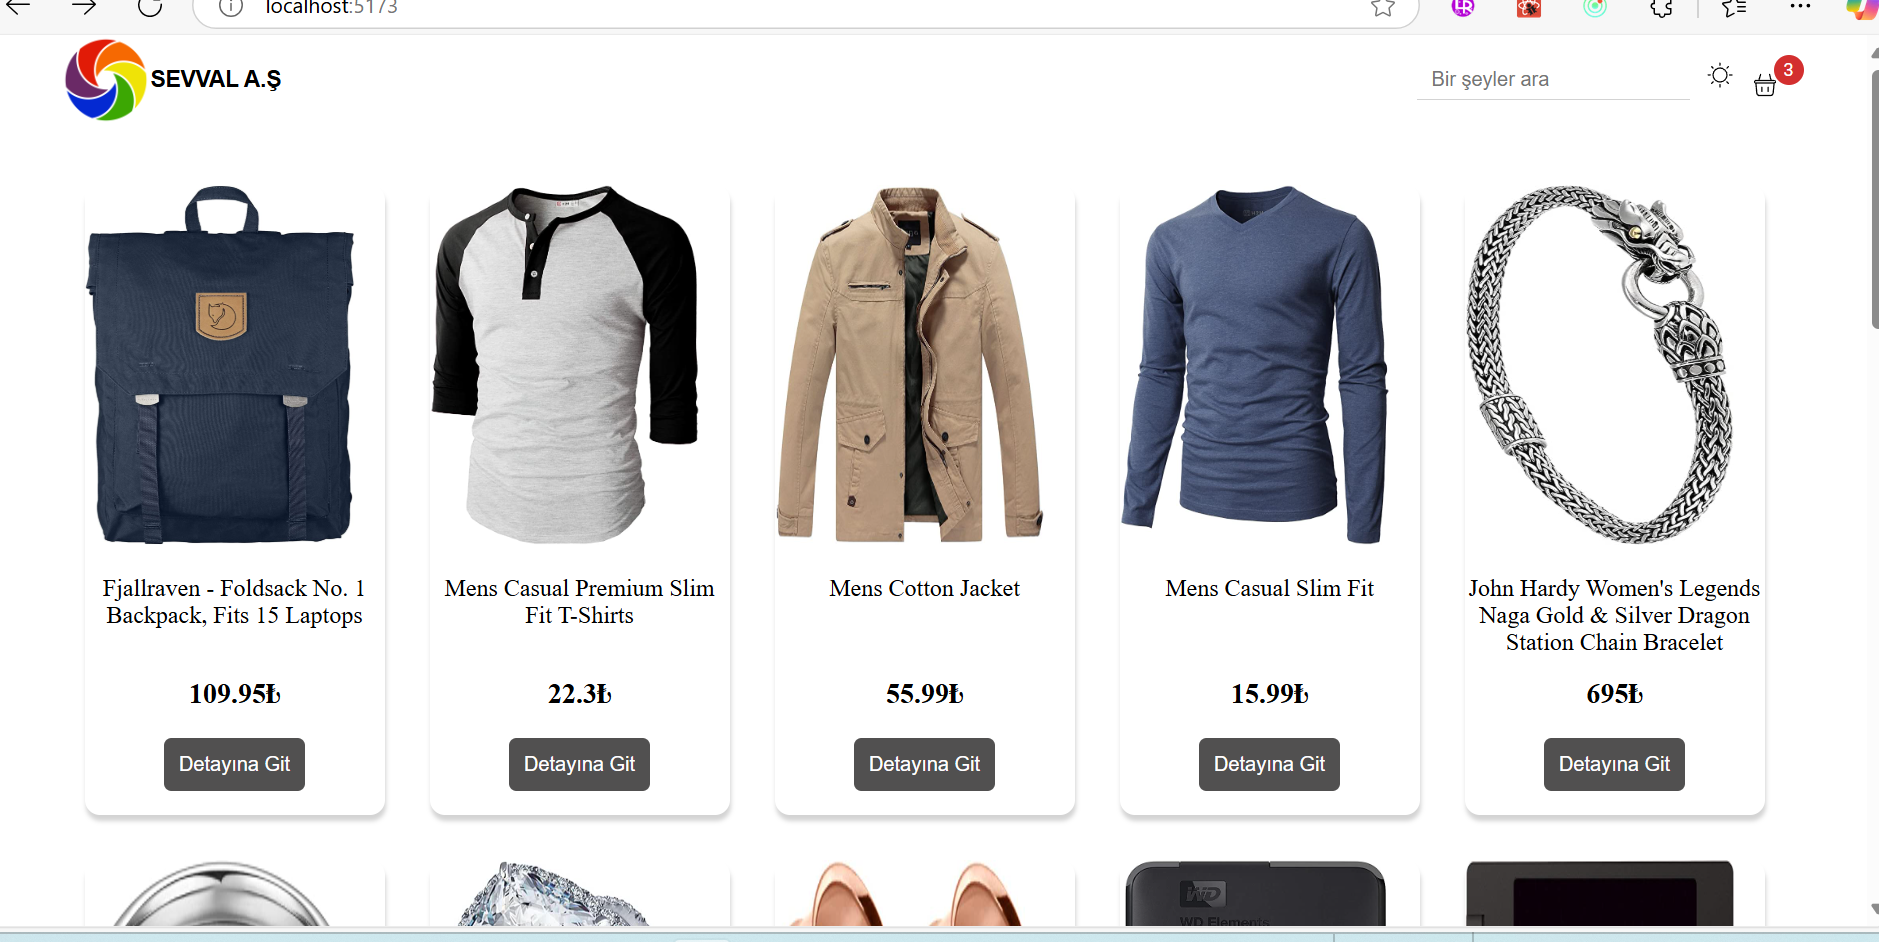 localhost:5173
SEVVAL A.Ş
Bir şeyler ara
3
Fjallraven - Foldsack No. 1
Backpack, Fits 15 Laptops
109.95₺
Detayına Git
Mens Casual Premium Slim
Fit T-Shirts
22.3₺
Detayına Git
Mens Cotton Jacket
55.99₺
Detayına Git
Mens Casual Slim Fit
15.99₺
Detayına Git
John Hardy Women's Legends
Naga Gold & Silver Dragon
Station Chain Bracelet
695₺
Detayına Git
WD
WD Elements